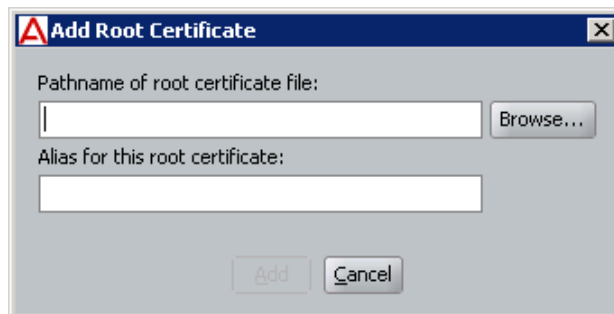 Add Root Certificate
Pathname of root certificate file:
Browse...
Alias for this root certificate:
Add Cancel